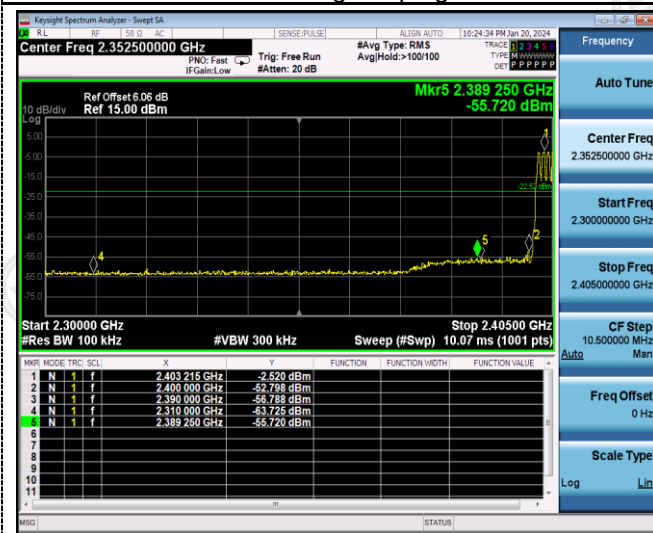 Keysight Spectrum Analyzer - Swept SA
RL RF 50 Ω AC SENSE:PULSE ALIGN AUTO 10:24:34 PM Jan 20, 2024
Center Freq 2.352500000 GHz
PNO: Fast
IFGain:Low
Trig: Free Run
#Atten: 20 dB
#Avg Type: RMS
Avg|Hold:>100/100
TRACE 1 2 3 4 5 6
TYPE M WWWWW
DET P P P P P P
Mkr5 2.389 250 GHz
-55.720 dBm
Ref Offset 6.06 dB
Ref 15.00 dBm
10 dB/div
Log
5.00
-5.00
-15.0
-25.0
-35.0
-45.0
-55.0
-65.0
-75.0
1
2
4
5
Start 2.30000 GHz
Stop 2.40500 GHz
#Res BW 100 kHz
#VBW 300 kHz
Sweep (#Swp) 10.07 ms (1001 pts)
MKR MODE TRC SCL X Y FUNCTION FUNCTION WIDTH FUNCTION VALUE
1 N 1 f 2.403 215 GHz -2.520 dBm
2 N 1 f 2.400 000 GHz -52.798 dBm
3 N 1 f 2.390 000 GHz -56.788 dBm
4 N 1 f 2.310 000 GHz -63.725 dBm
5 N 1 f 2.389 250 GHz -55.720 dBm
6
7
8
9
10
11
MSG
STATUS
Frequency
Auto Tune
Center Freq
2.352500000 GHz
Start Freq
2.300000000 GHz
Stop Freq
2.405000000 GHz
CF Step
10.500000 MHz
Auto Man
Freq Offset
0 Hz
Scale Type
Log Lin